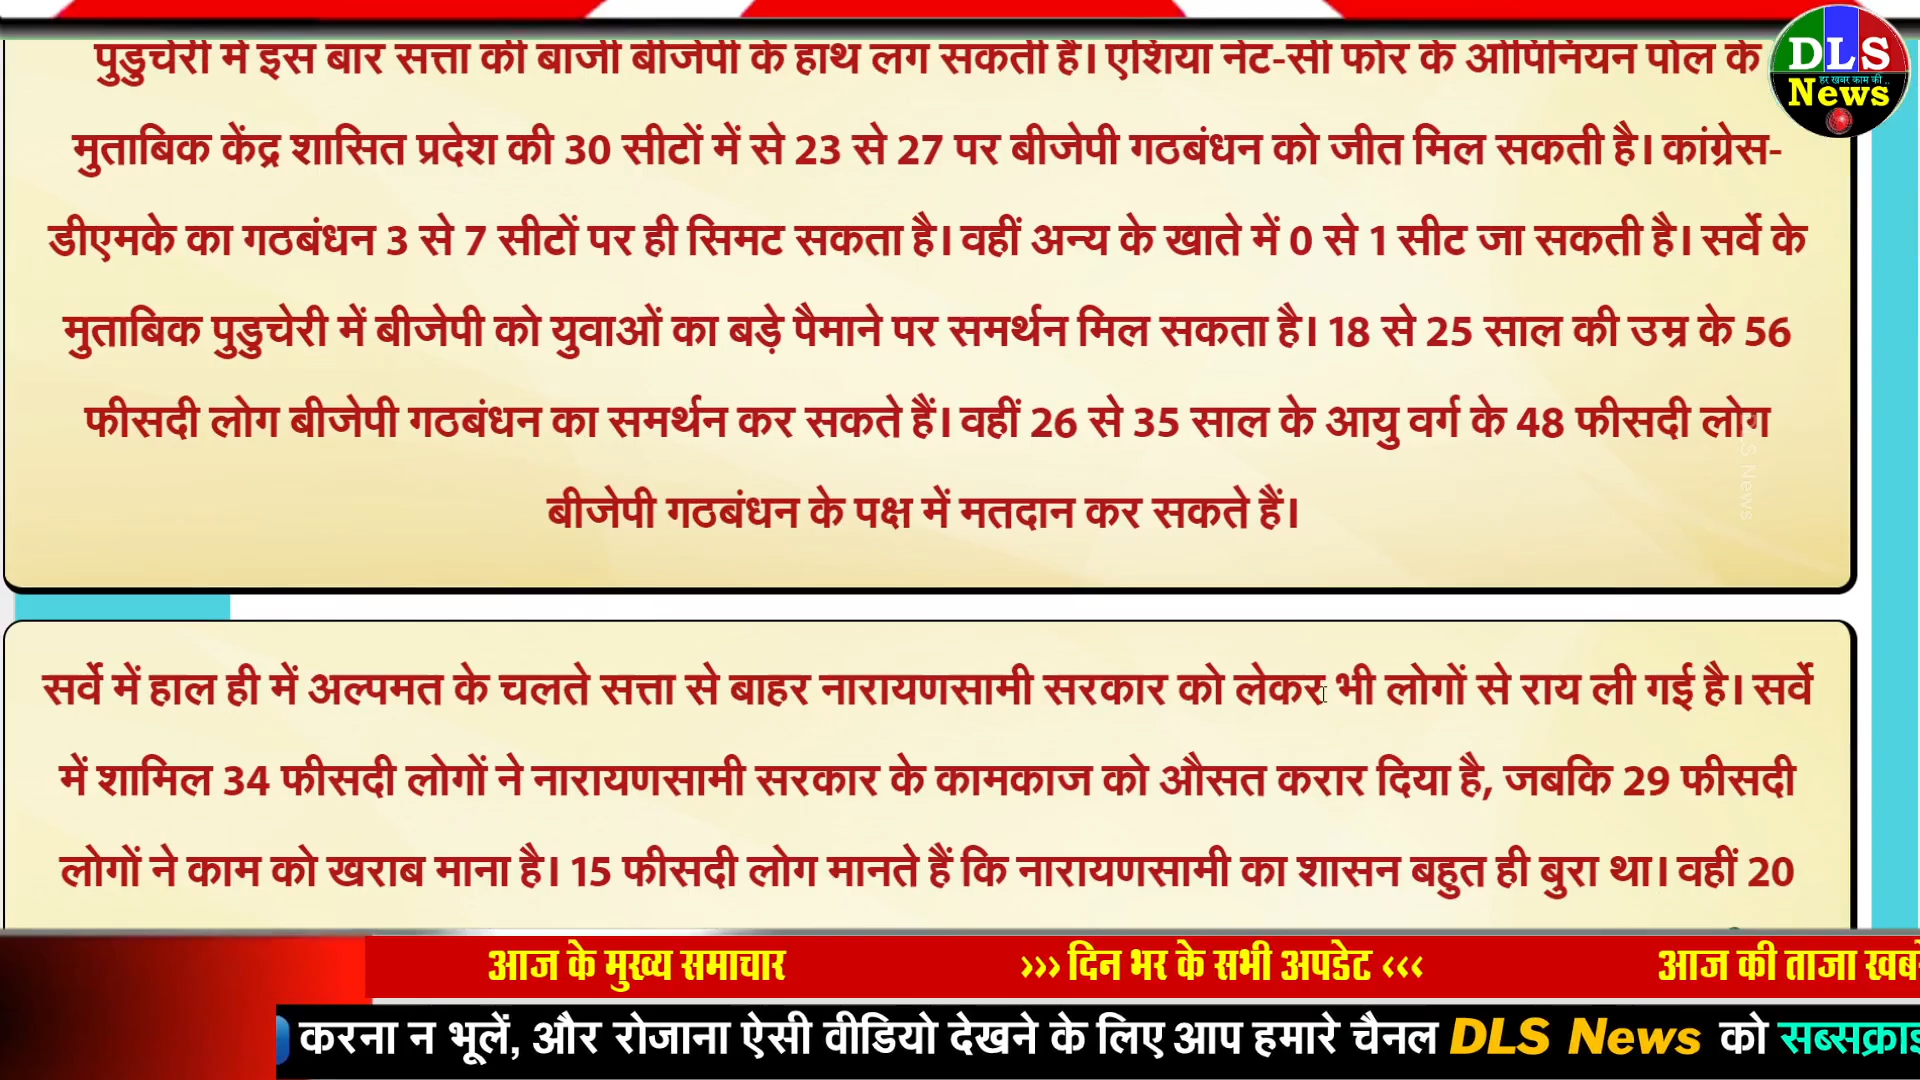 पुडुचेरी में इस बार सत्ता की बाजी बीजेपी के हाथ लग सकती है। एशिया नेट-सी फोर के ओपिनियन पोल के
मुताबिक केंद्र शासित प्रदेश की 30 सीटों में से 23 से 27 पर बीजेपी गठबंधन को जीत मिल सकती है। कांग्रेस-
डीएमके का गठबंधन 3 से 7 सीटों पर ही सिमट सकता है। वहीं अन्य के खाते में 0 से 1 सीट जा सकती है। सर्वे के
मुताबिक पुडुचेरी में बीजेपी को युवाओं का बड़े पैमाने पर समर्थन मिल सकता है। 18 से 25 साल की उम्र के 56
फीसदी लोग बीजेपी गठबंधन का समर्थन कर सकते हैं। वहीं 26 से 35 साल के आयु वर्ग के 48 फीसदी लोग
बीजेपी गठबंधन के पक्ष में मतदान कर सकते हैं।
DLS
हर खबर काम की ..
News
DLS News
सर्वे में हाल ही में अल्पमत के चलते सत्ता से बाहर नारायणसामी सरकार को लेकर भी लोगों से राय ली गई है। सर्वे
में शामिल 34 फीसदी लोगों ने नारायणसामी सरकार के कामकाज को औसत करार दिया है, जबकि 29 फीसदी
लोगों ने काम को खराब माना है। 15 फीसदी लोग मानते हैं कि नारायणसामी का शासन बहुत ही बुरा था। वहीं 20
आज के मुख्य समाचार ››› दिन भर के सभी अपडेट ‹‹‹ आज की ताजा खबरें
करना न भूलें, और रोजाना ऐसी वीडियो देखने के लिए आप हमारे चैनल DLS News को